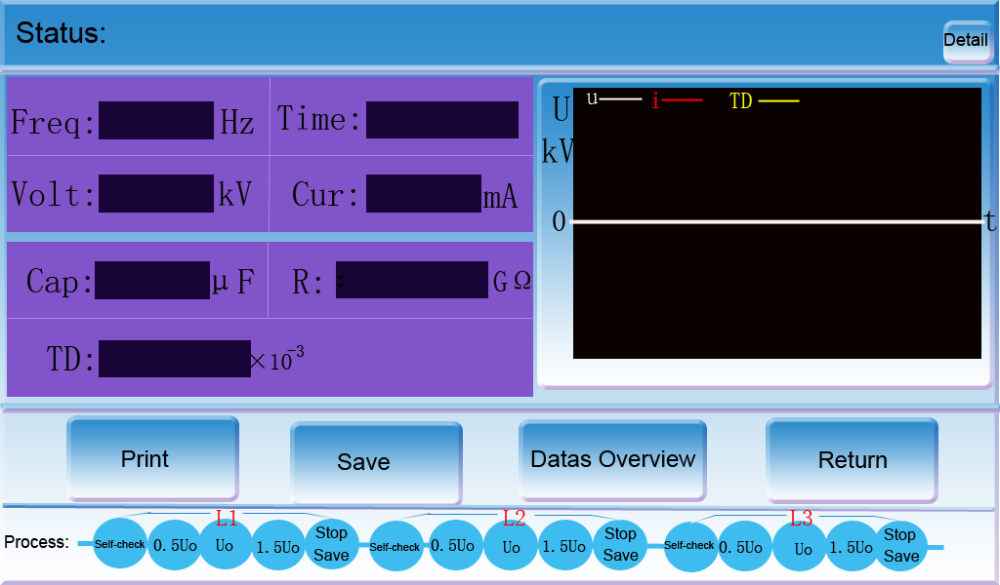 Status:
Detail
Freq: Hz Time:
Volt: kV Cur: mA
Cap: μF R: : GΩ
TD: ×10⁻³
U u i TD
kV
0 t
Print Save Datas Overview Return
L1 L2 L3
Process: Self-check 0.5Uo Uo 1.5Uo Stop Save Self-check 0.5Uo Uo 1.5Uo Stop Save Self-check 0.5Uo Uo 1.5Uo Stop Save